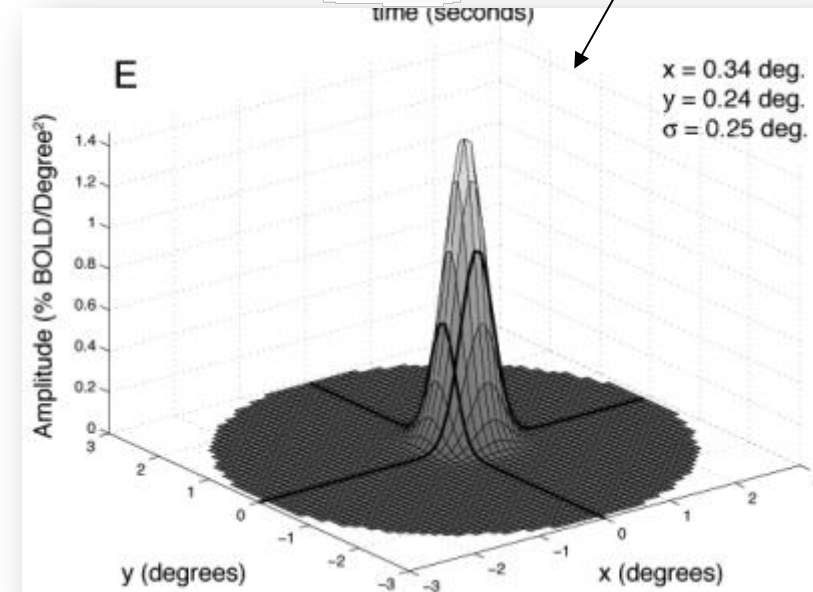 time (seconds)
E
x = 0.34 deg.
y = 0.24 deg.
σ = 0.25 deg.
Amplitude (% BOLD/Degree²)
1.4
1.2
1
0.8
0.6
0.4
0.2
0
3
2
1
0
−1
−2
−3
y (degrees)
−3
−2
−1
0
1
2
x (degrees)